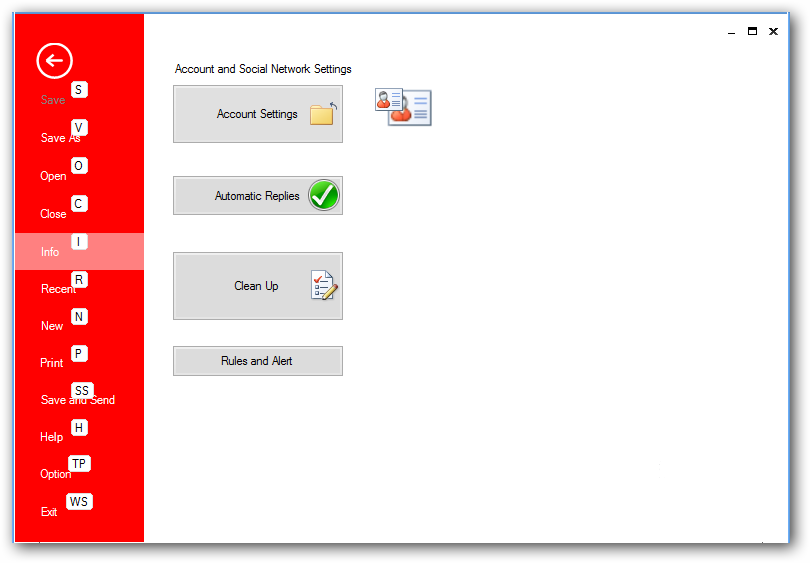 S
Save
V
Save As
O
Open
C
Close
I
Info
R
Recent
N
New
P
Print
SS
Save and Send
H
Help
TP
Option
WS
Exit
Account and Social Network Settings
Account Settings
Automatic Replies
Clean Up
Rules and Alert